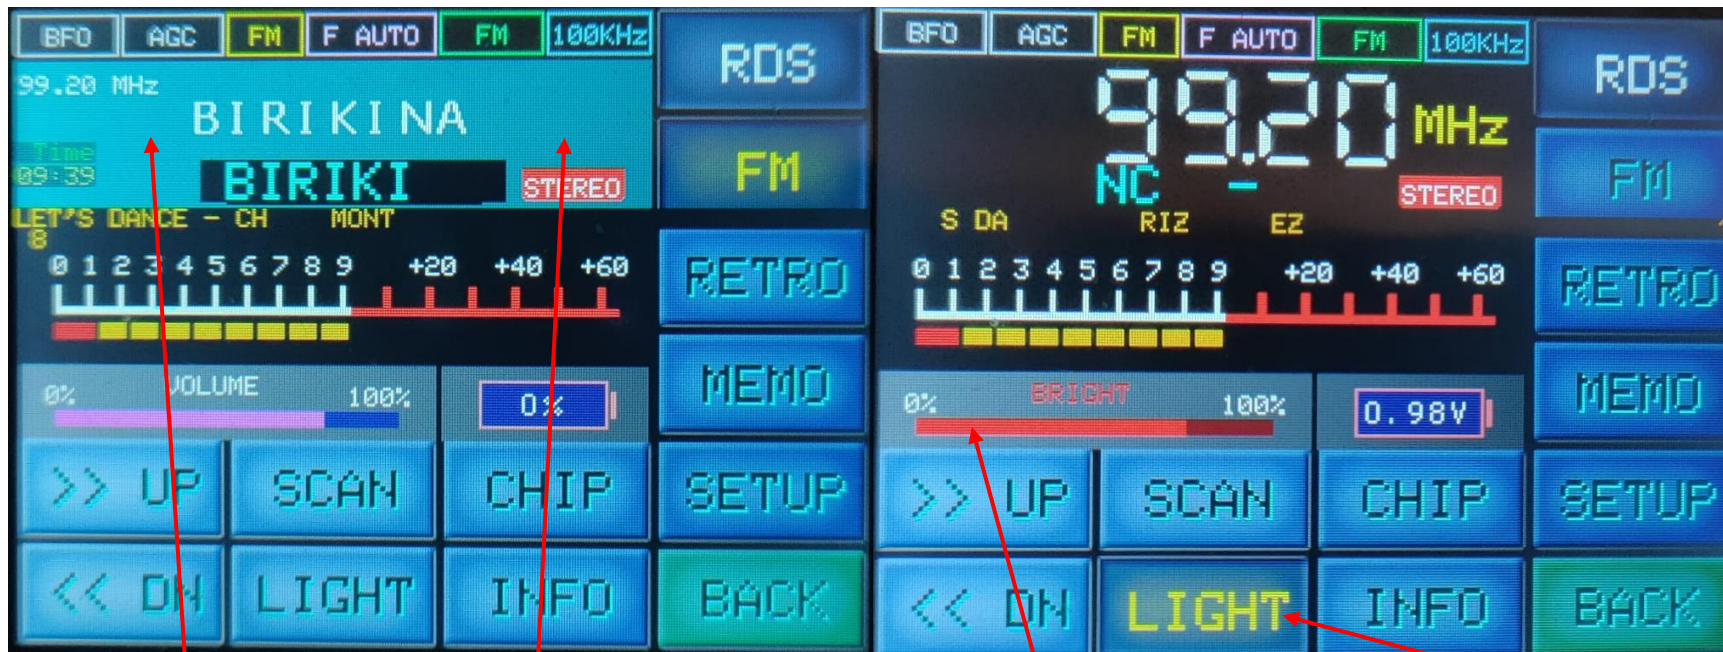 BFO AGC FM F AUTO FM 100KHz RDS
99.20 MHz
BIRIKINA
Time
09:39
BIRIKI
STEREO
FM
LET'S DANCE - CH MONT
8
0 1 2 3 4 5 6 7 8 9 +20 +40 +60
RETRO
VOLUME
0% 100%
0%
MEMO
>> UP SCAN CHIP SETUP
<< DN LIGHT INFO BACK
BFO AGC FM F AUTO FM 100KHz RDS
99.20 MHz
NC -
STEREO
FM
S DA RIZ EZ
0 1 2 3 4 5 6 7 8 9 +20 +40 +60
RETRO
BRIGHT
0% 100%
0.98V
MEMO
>> UP SCAN CHIP SETUP
<< DN LIGHT INFO BACK